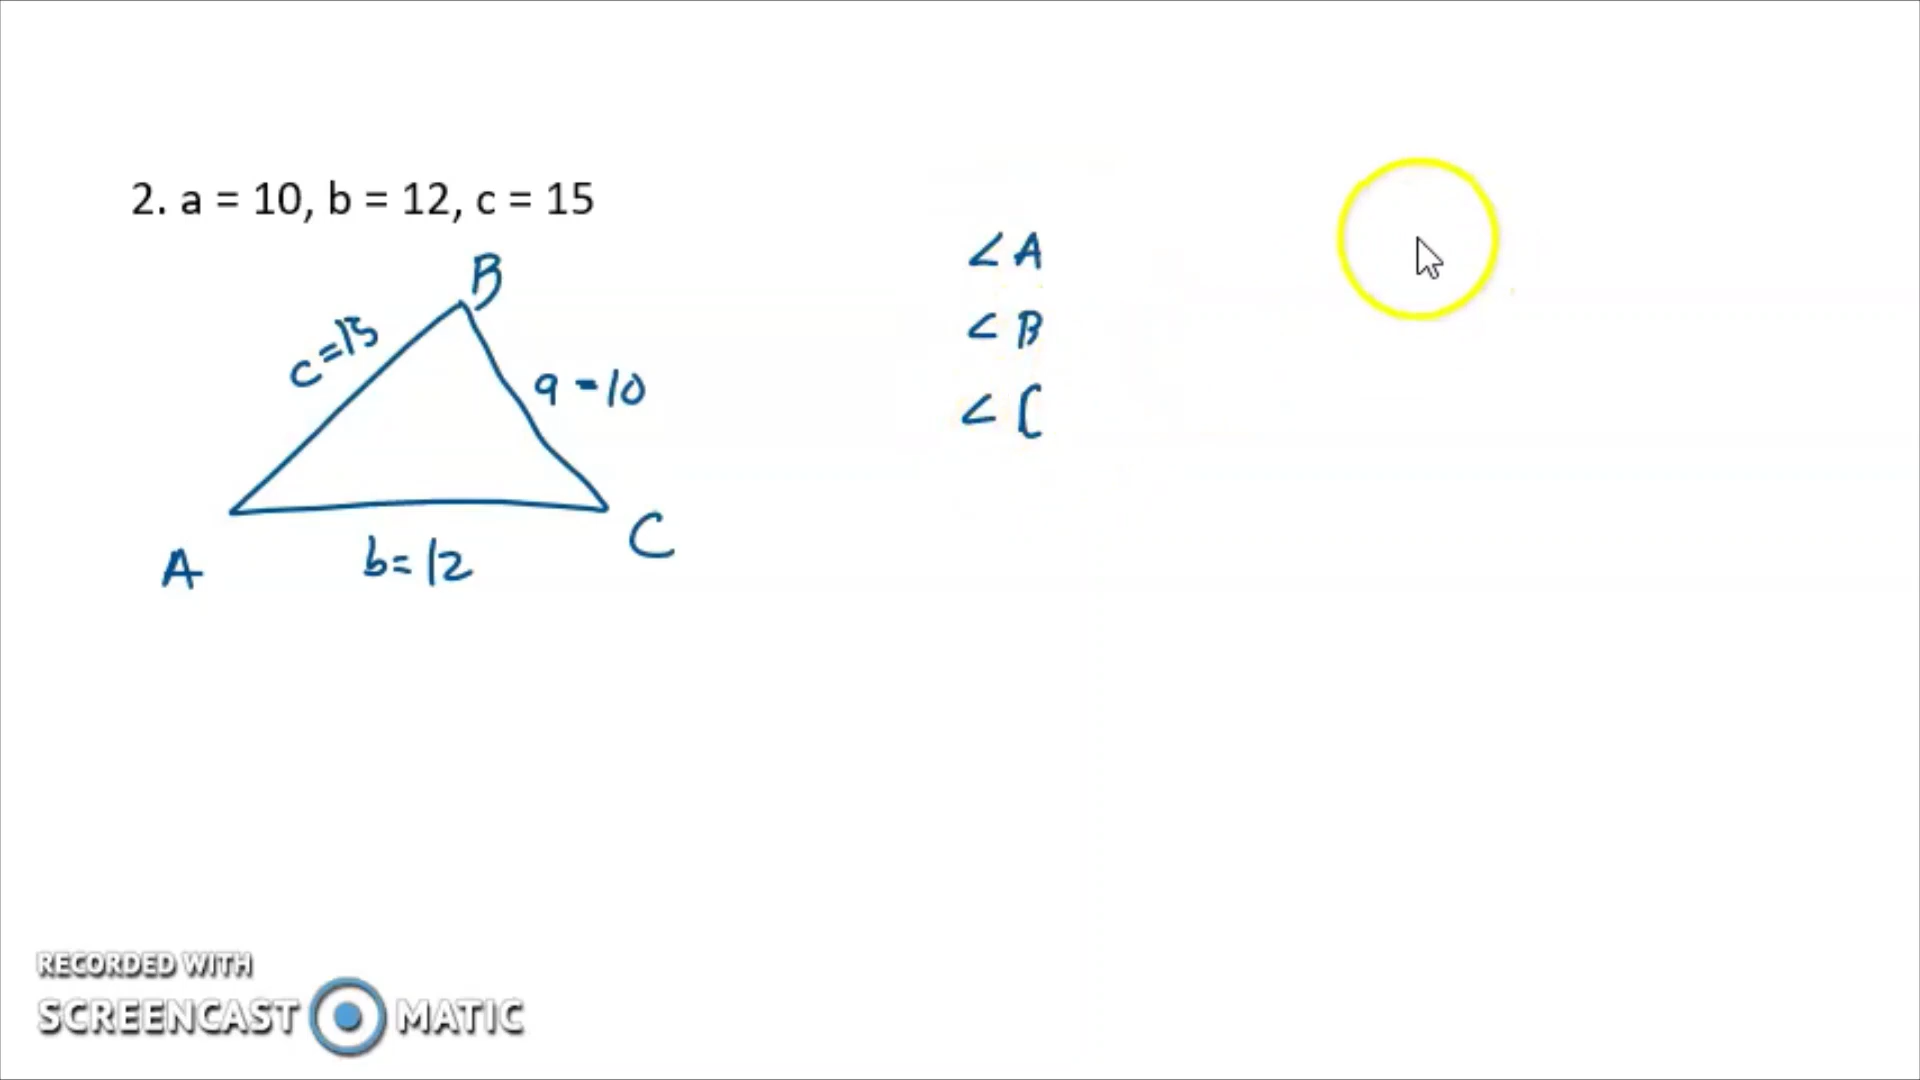 2. a = 10, b = 12, c = 15
B
c = 15
a = 10
A
b = 12
C
∠A
∠B
∠C
RECORDED WITH
SCREENCAST MATIC